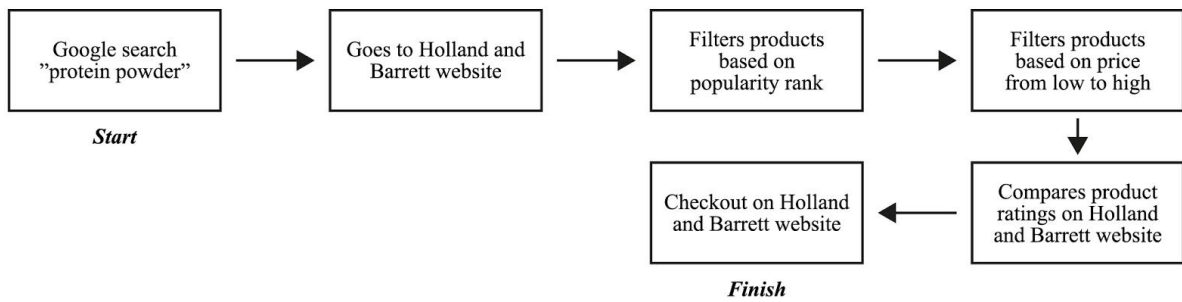 Google search
”protein powder”
Goes to Holland and
Barrett website
Filters products
based on
popularity rank
Filters products
based on price
from low to high
Start
Compares product
ratings on Holland
and Barrett website
Checkout on Holland
and Barrett website
Finish